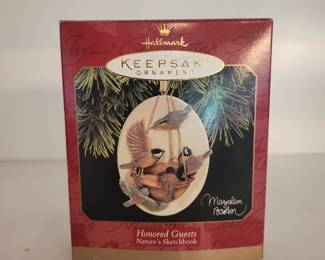 Hallmark
KEEPSAKE
ORNAMENT
Marjolein
Bastin
Honored Guests
Nature's Sketchbook